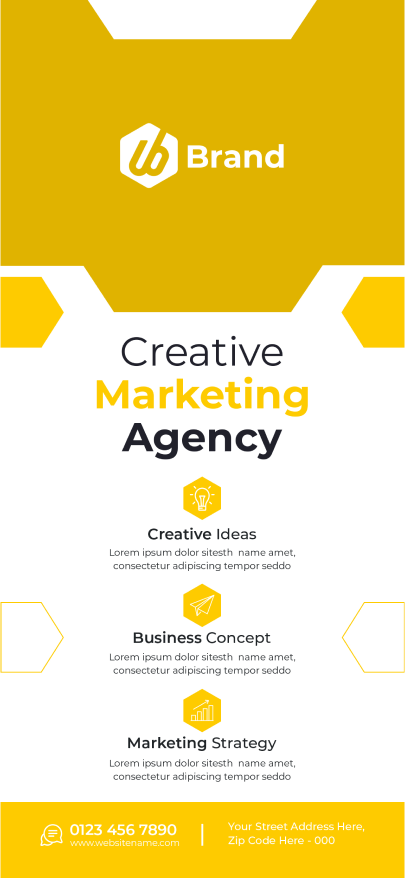 Brand
Creative
Marketing
Agency
Creative Ideas
Lorem ipsum dolor sitesth name amet,
consectetur adipiscing tempor seddo
Business Concept
Lorem ipsum dolor sitesth name amet,
consectetur adipiscing tempor seddo
Marketing Strategy
Lorem ipsum dolor sitesth name amet,
consectetur adipiscing tempor seddo
0123 456 7890
www.websitename.com
Your Street Address Here,
Zip Code Here - 000